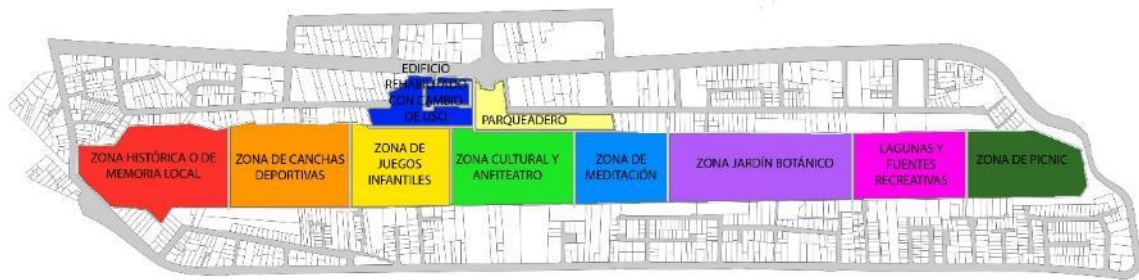 EDIFICIO
REHABILITADO
CON CAMBIO
DE USO
PARQUEADERO
ZONA HISTÓRICA O DE
MEMORIA LOCAL
ZONA DE CANCHAS
DEPORTIVAS
ZONA DE
JUEGOS
INFANTILES
ZONA CULTURAL Y
ANFITEATRO
ZONA DE
MEDITACIÓN
ZONA JARDÍN BOTÁNICO
LAGUNAS Y
FUENTES
RECREATIVAS
ZONA DE PICNIC